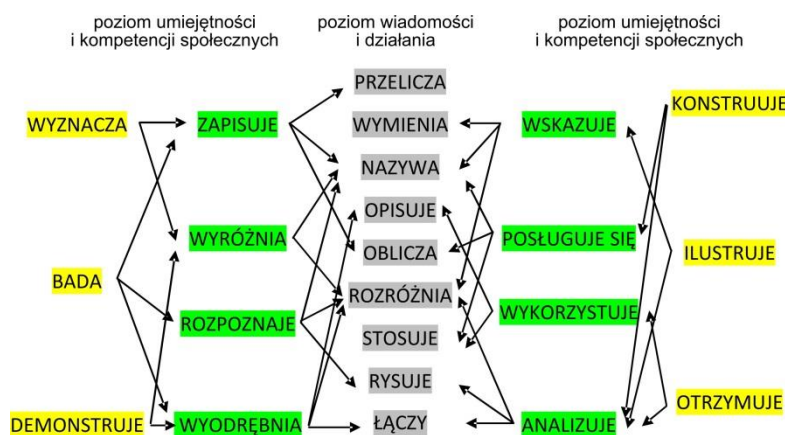 poziom umiejętności
i kompetencji społecznych
poziom wiadomości
i działania
poziom umiejętności
i kompetencji społecznych
WYZNACZA
BADA
DEMONSTRUJE
ZAPISUJE
WYRÓŻNIA
ROZPOZNAJE
WYODRĘBNIA
PRZELICZA
WYMIENIA
NAZYWA
OPISUJE
OBLICZA
ROZRÓŻNIA
STOSUJE
RYSUJE
ŁĄCZY
WSKAZUJE
POSŁUGUJE SIĘ
WYKORZYSTUJE
ANALIZUJE
KONSTRUUJE
ILUSTRUJE
OTRZYMUJE